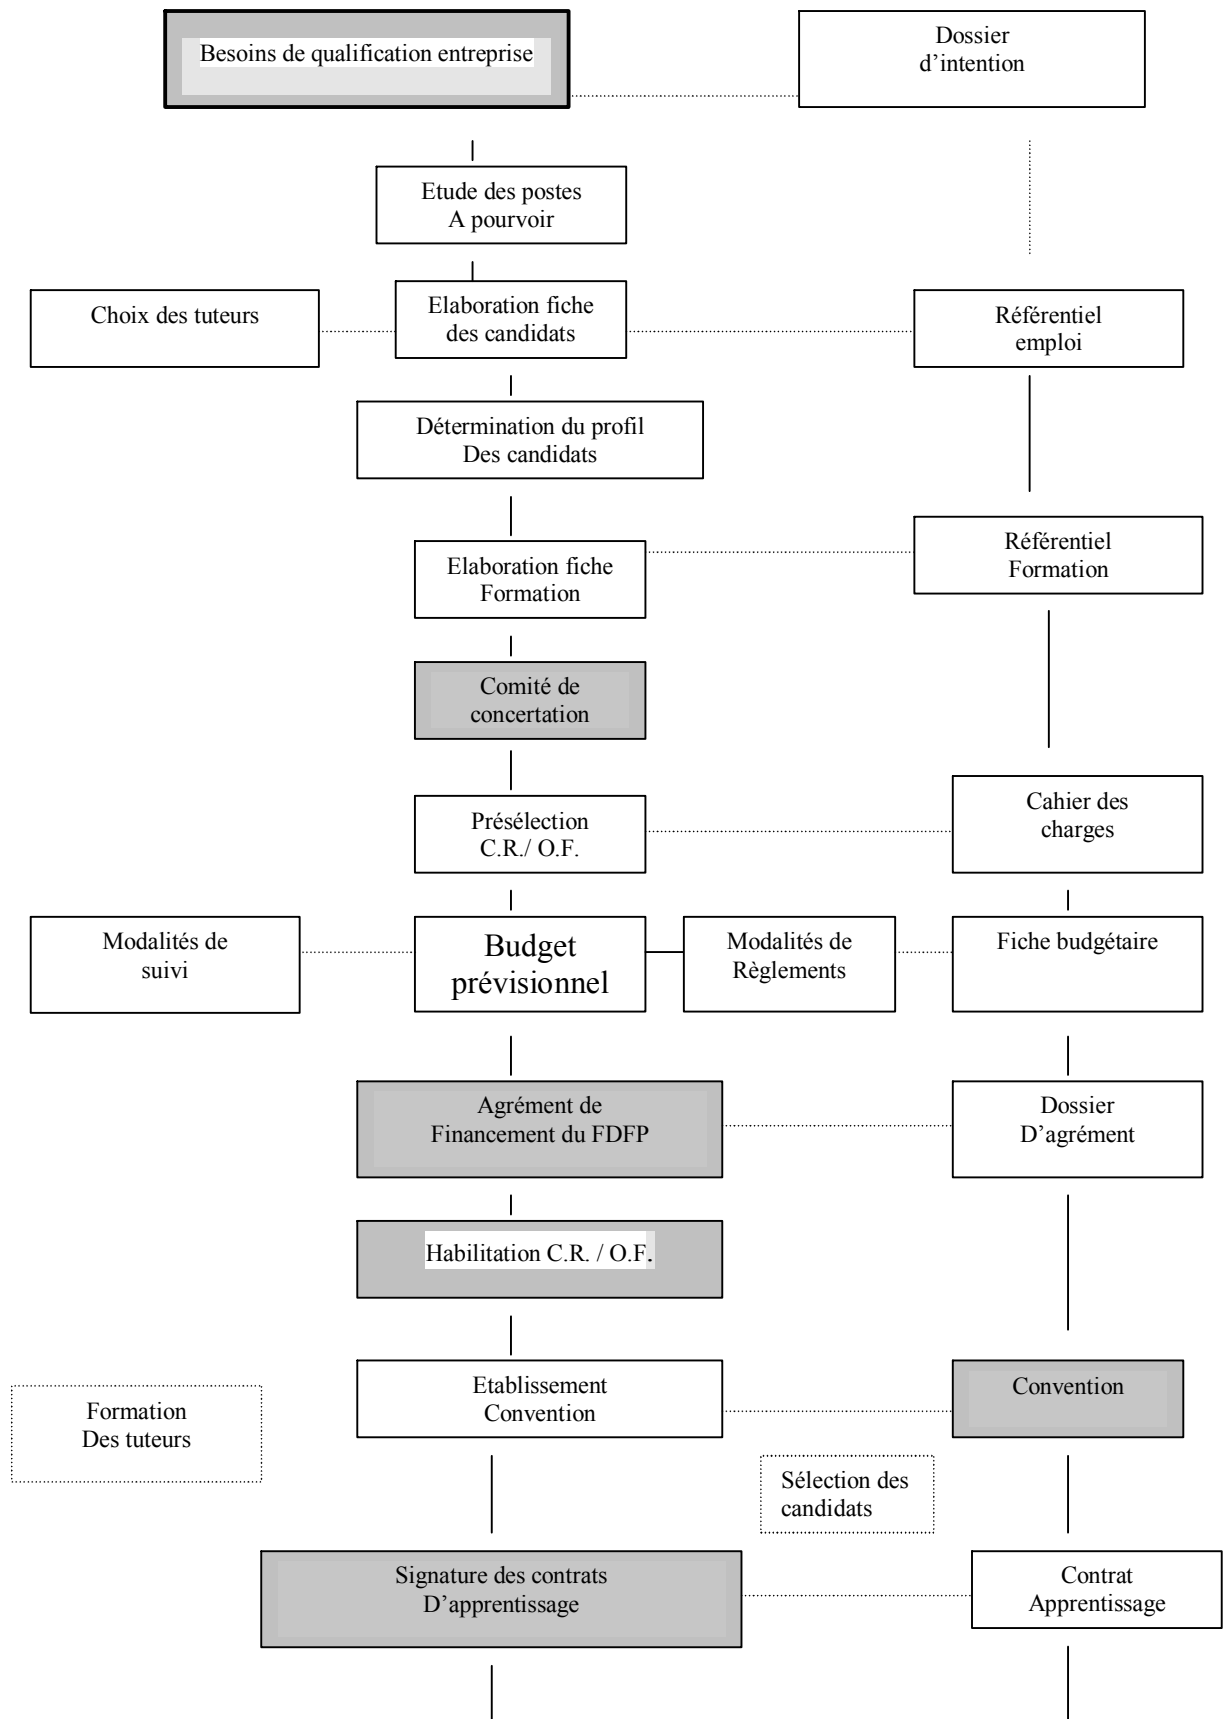 Besoins de qualification entreprise
Dossier
d’intention
Etude des postes
A pourvoir
Choix des tuteurs
Elaboration fiche
des candidats
Référentiel
emploi
Détermination du profil
Des candidats
Elaboration fiche
Formation
Référentiel
Formation
Comité de
concertation
Présélection
C.R./ O.F.
Cahier des
charges
Modalités de
suivi
Budget
prévisionnel
Modalités de
Règlements
Fiche budgétaire
Agrément de
Financement du FDFP
Dossier
D’agrément
Habilitation C.R. / O.F.
Formation
Des tuteurs
Etablissement
Convention
Convention
Sélection des
candidats
Signature des contrats
D’apprentissage
Contrat
Apprentissage